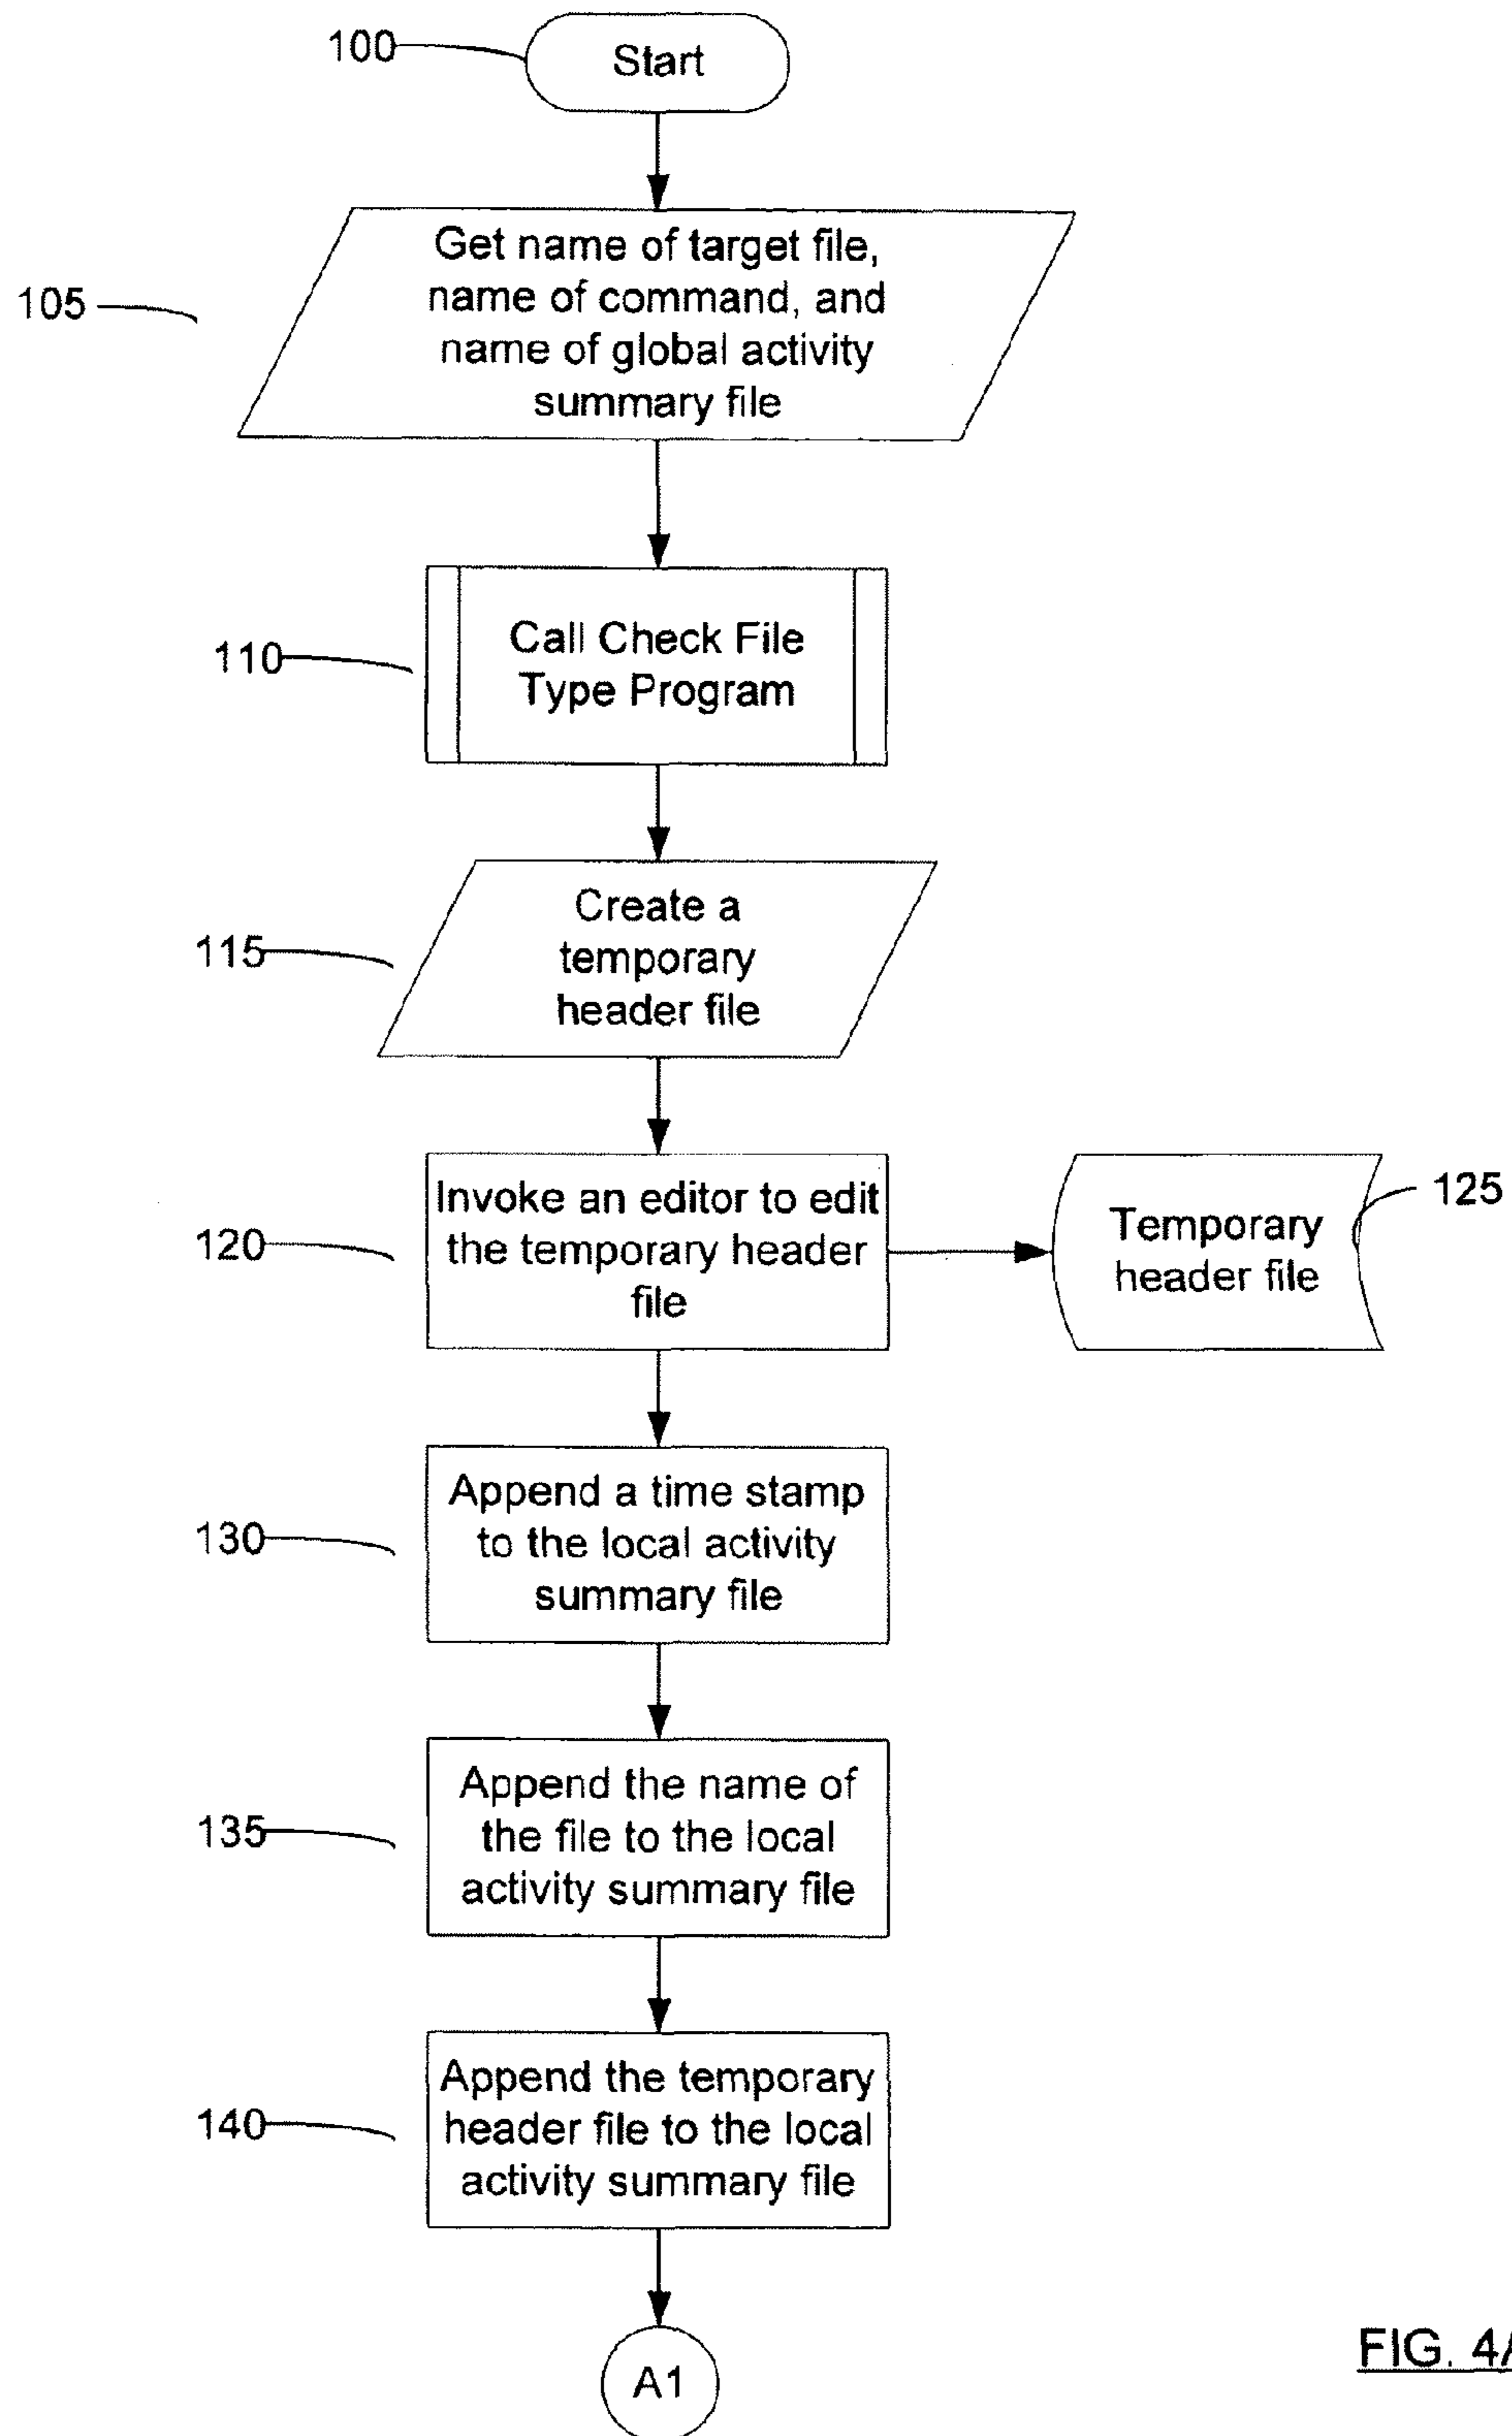 100
Start
105
Get name of target file,
name of command, and
name of global activity
summary file
110
Call Check File
Type Program
115
Create a
temporary
header file
120
Invoke an editor to edit
the temporary header
file
Temporary
header file
125
130
Append a time stamp
to the local activity
summary file
135
Append the name of
the file to the local
activity summary file
140
Append the temporary
header file to the local
activity summary file
A1
FIG. 4A